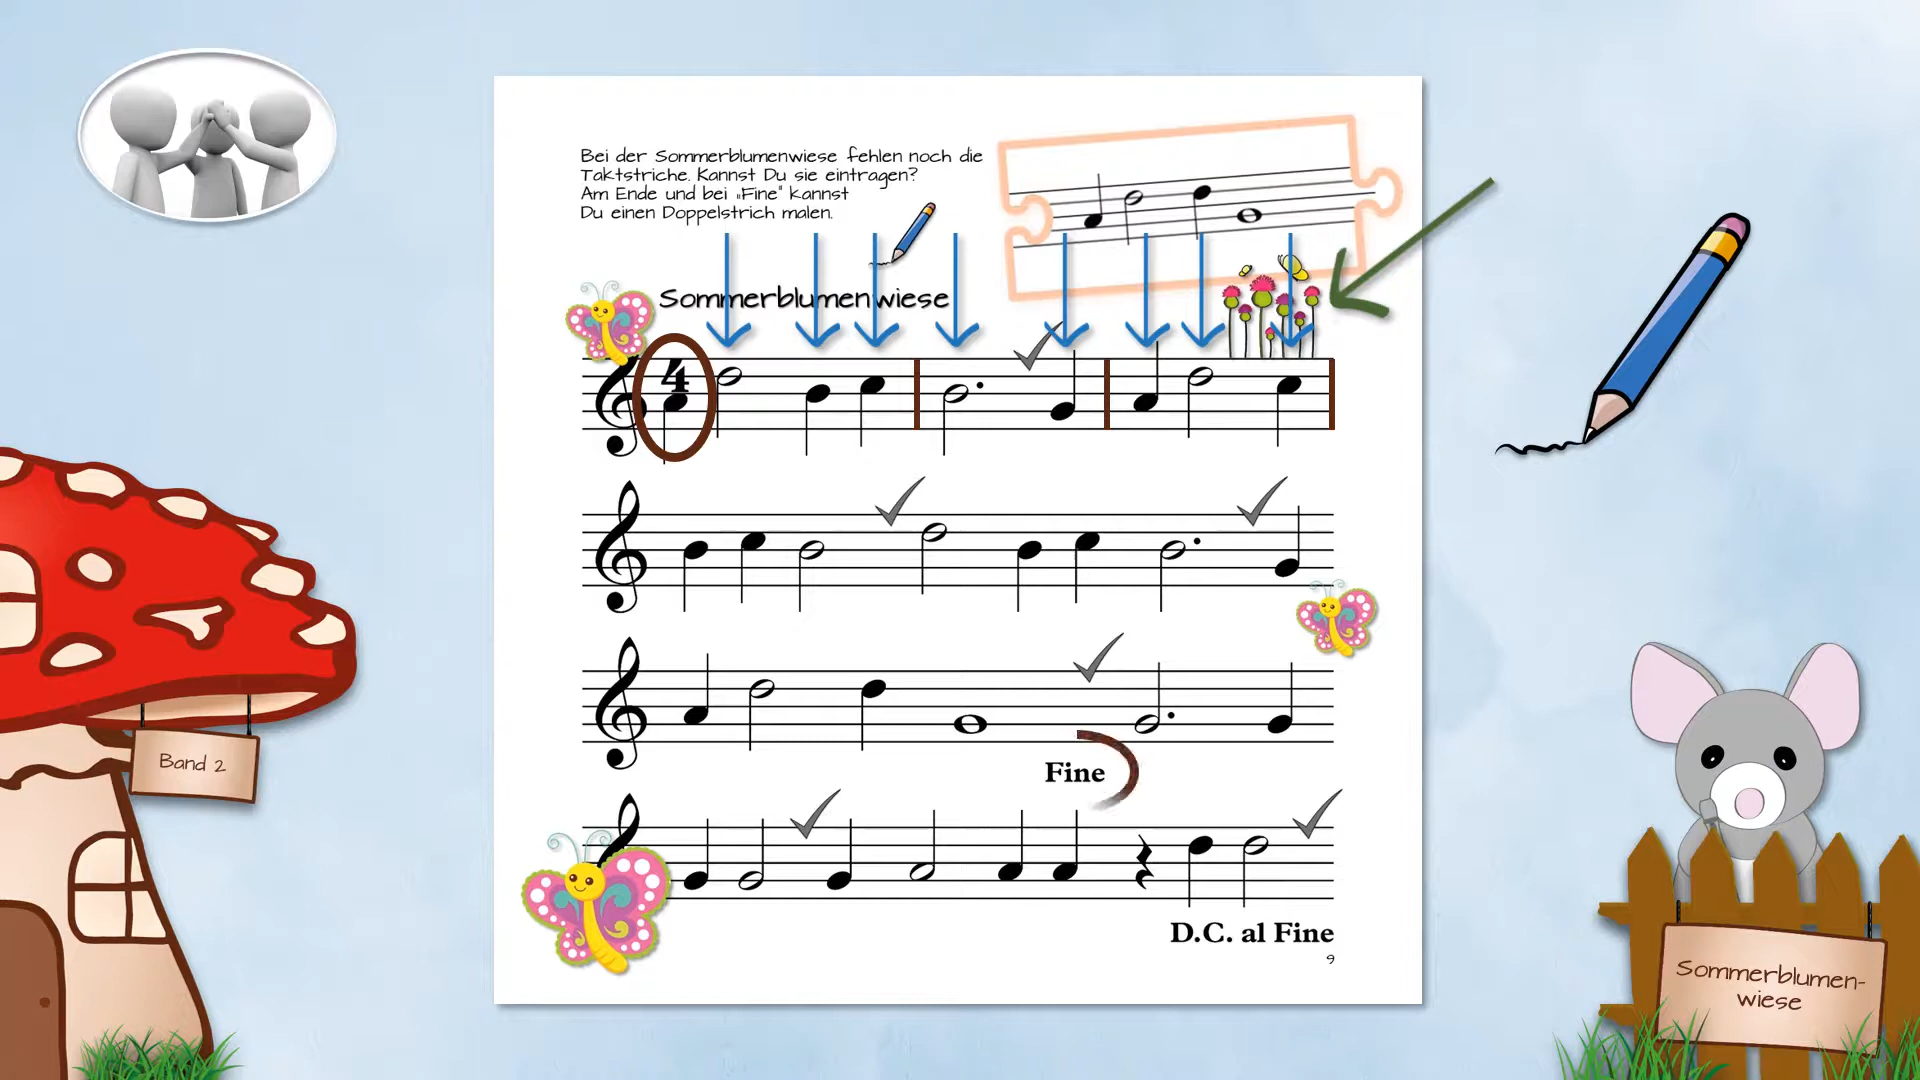 Bei der Sommerblumenwiese fehlen noch die
Taktstriche. Kannst Du sie eintragen?
Am Ende und bei „Fine" kannst
Du einen Doppelstrich malen.
Sommerblumenwiese
4
Fine
D.C. al Fine
9
Band 2
Sommerblumen-
wiese